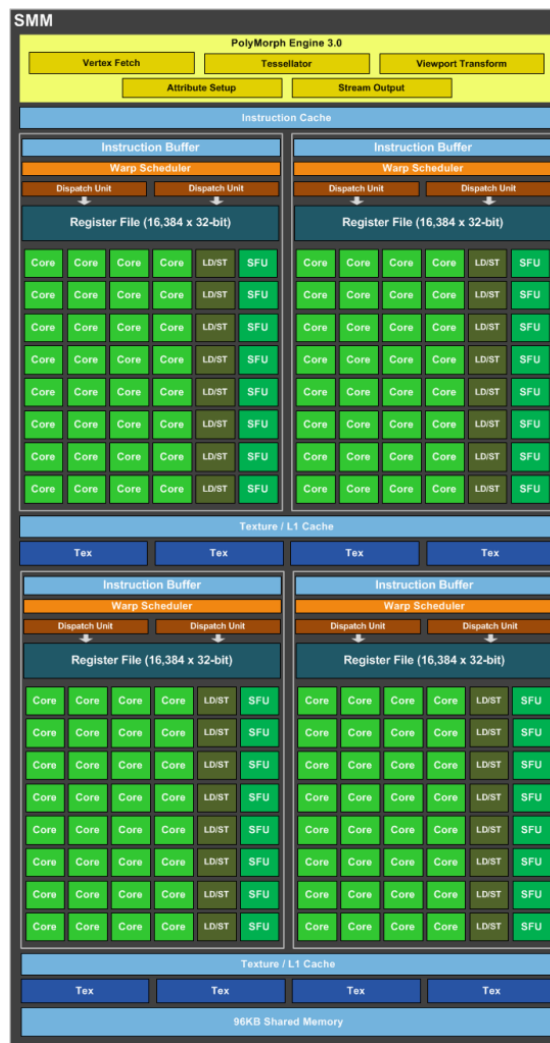 SMM
PolyMorph Engine 3.0
Vertex Fetch Tessellator Viewport Transform
Attribute Setup Stream Output
Instruction Cache
Instruction Buffer Instruction Buffer
Warp Scheduler Warp Scheduler
Dispatch Unit Dispatch Unit Dispatch Unit Dispatch Unit
Register File (16,384 x 32-bit) Register File (16,384 x 32-bit)
Core Core Core Core LD/ST SFU Core Core Core Core LD/ST SFU
Core Core Core Core LD/ST SFU Core Core Core Core LD/ST SFU
Core Core Core Core LD/ST SFU Core Core Core Core LD/ST SFU
Core Core Core Core LD/ST SFU Core Core Core Core LD/ST SFU
Core Core Core Core LD/ST SFU Core Core Core Core LD/ST SFU
Core Core Core Core LD/ST SFU Core Core Core Core LD/ST SFU
Core Core Core Core LD/ST SFU Core Core Core Core LD/ST SFU
Core Core Core Core LD/ST SFU Core Core Core Core LD/ST SFU
Texture / L1 Cache
Tex Tex Tex Tex
Instruction Buffer Instruction Buffer
Warp Scheduler Warp Scheduler
Dispatch Unit Dispatch Unit Dispatch Unit Dispatch Unit
Register File (16,384 x 32-bit) Register File (16,384 x 32-bit)
Core Core Core Core LD/ST SFU Core Core Core Core LD/ST SFU
Core Core Core Core LD/ST SFU Core Core Core Core LD/ST SFU
Core Core Core Core LD/ST SFU Core Core Core Core LD/ST SFU
Core Core Core Core LD/ST SFU Core Core Core Core LD/ST SFU
Core Core Core Core LD/ST SFU Core Core Core Core LD/ST SFU
Core Core Core Core LD/ST SFU Core Core Core Core LD/ST SFU
Core Core Core Core LD/ST SFU Core Core Core Core LD/ST SFU
Core Core Core Core LD/ST SFU Core Core Core Core LD/ST SFU
Texture / L1 Cache
Tex Tex Tex Tex
96KB Shared Memory